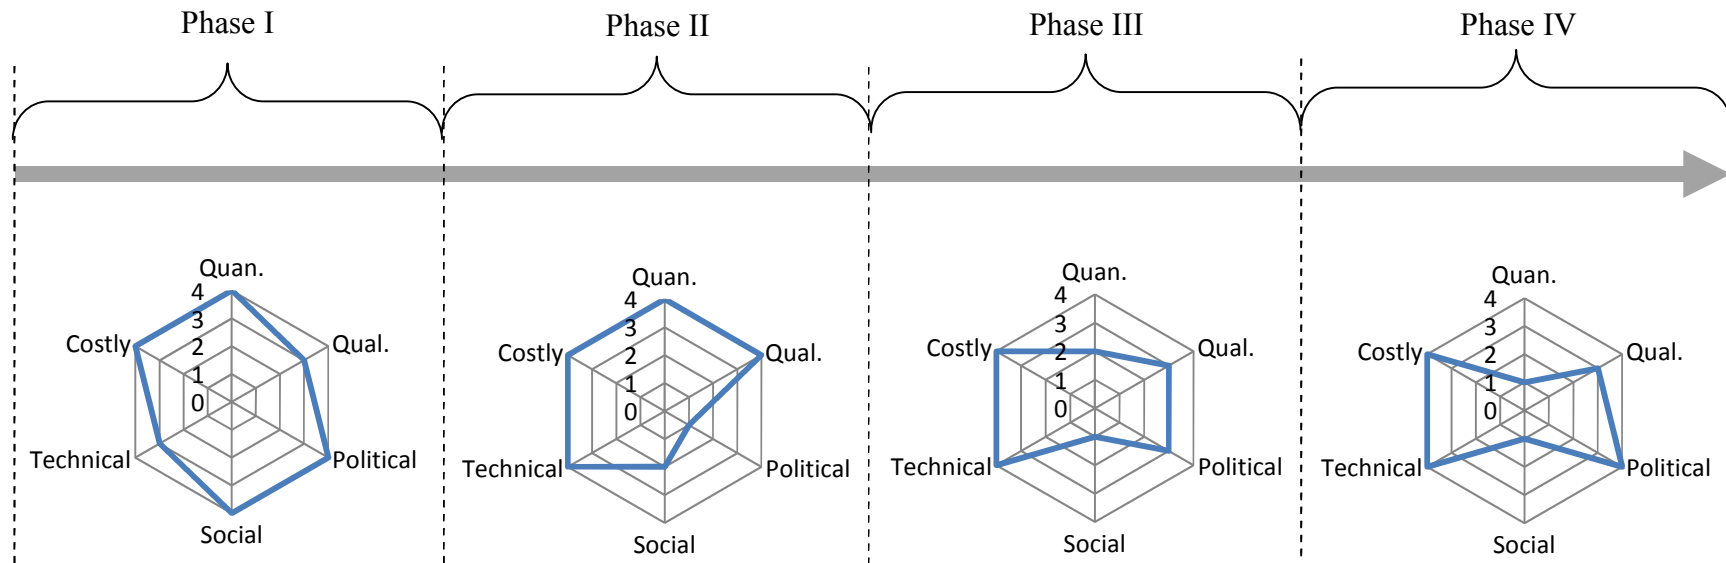 Phase I
Phase II
Phase III
Phase IV
Quan.
4
3
2
1
0
Costly
Qual.
Technical
Political
Social
Quan.
4
3
2
1
0
Costly
Qual.
Technical
Political
Social
Quan.
4
3
2
1
0
Costly
Qual.
Technical
Political
Social
Quan.
4
3
2
1
0
Costly
Qual.
Technical
Political
Social